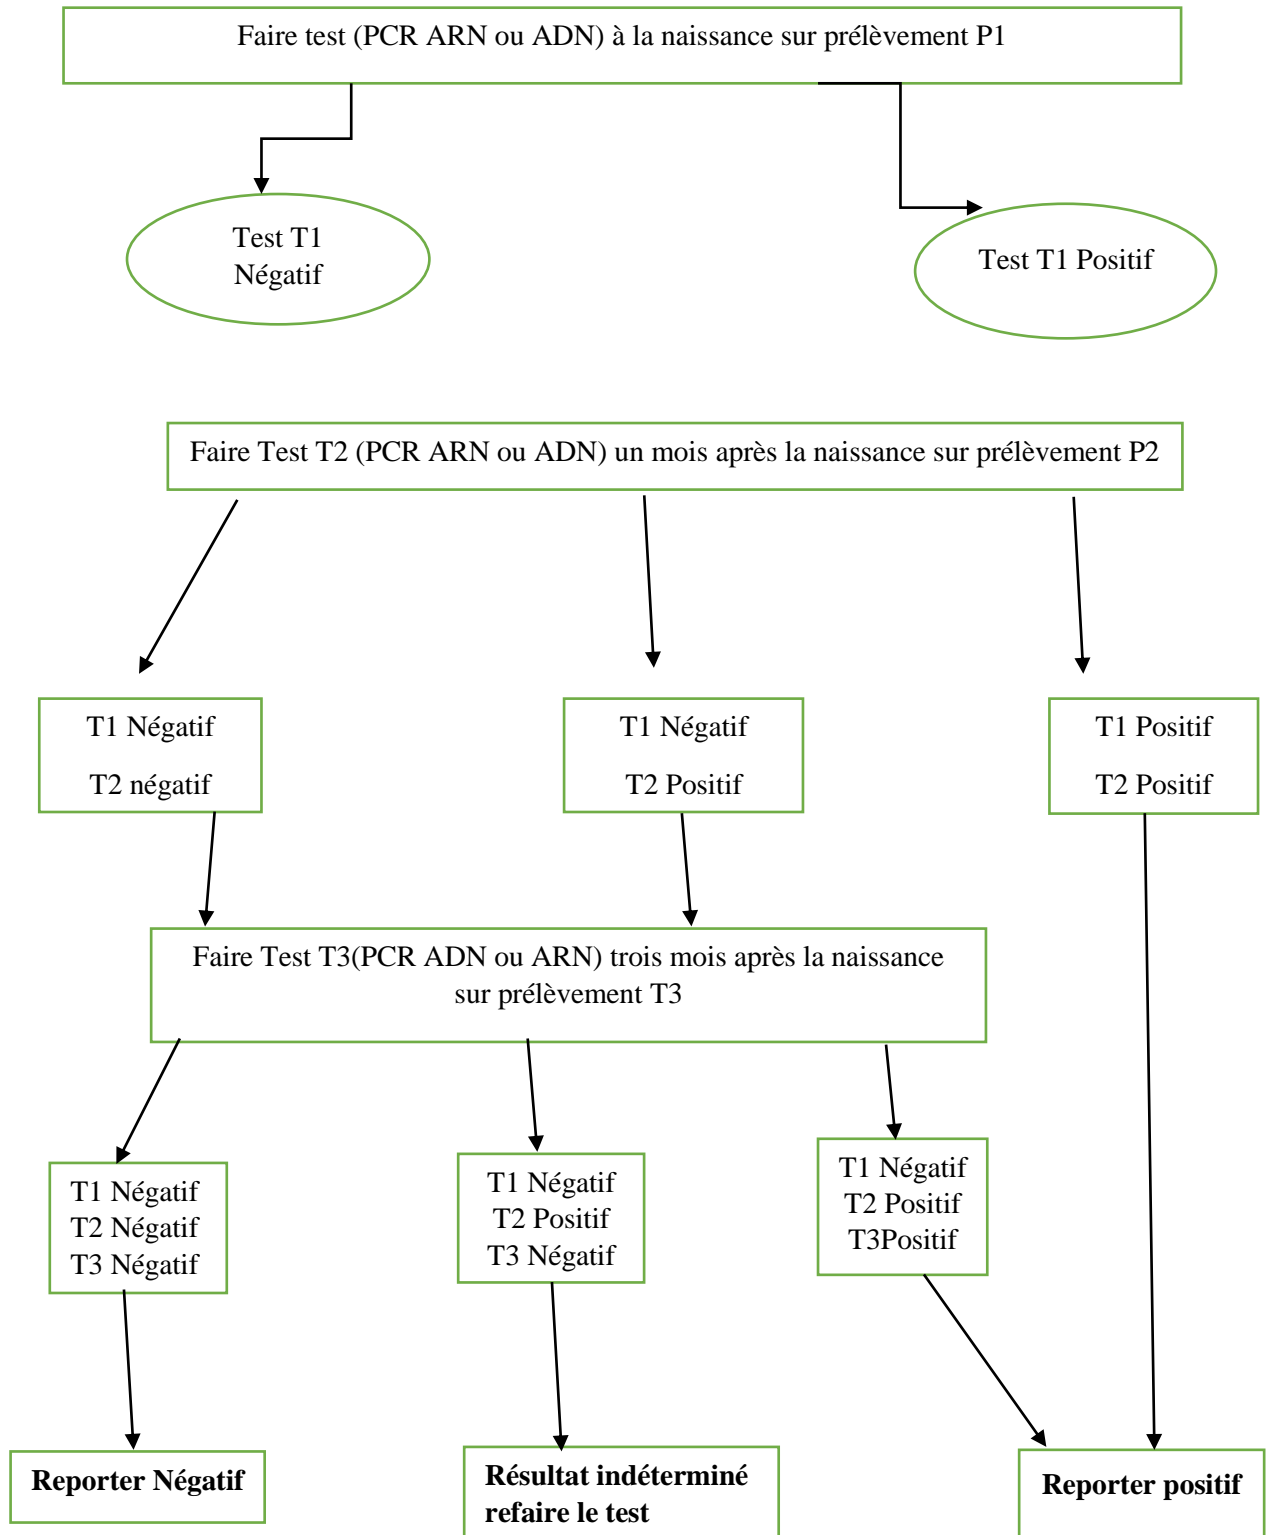 Faire test (PCR ARN ou ADN) à la naissance sur prélèvement P1
Test T1
Négatif
Test T1 Positif
Faire Test T2 (PCR ARN ou ADN) un mois après la naissance sur prélèvement P2
T1 Négatif
T2 négatif
T1 Négatif
T2 Positif
T1 Positif
T2 Positif
Faire Test T3(PCR ADN ou ARN) trois mois après la naissance
sur prélèvement T3
T1 Négatif
T2 Négatif
T3 Négatif
T1 Négatif
T2 Positif
T3 Négatif
T1 Négatif
T2 Positif
T3Positif
Reporter Négatif
Résultat indéterminé
refaire le test
Reporter positif